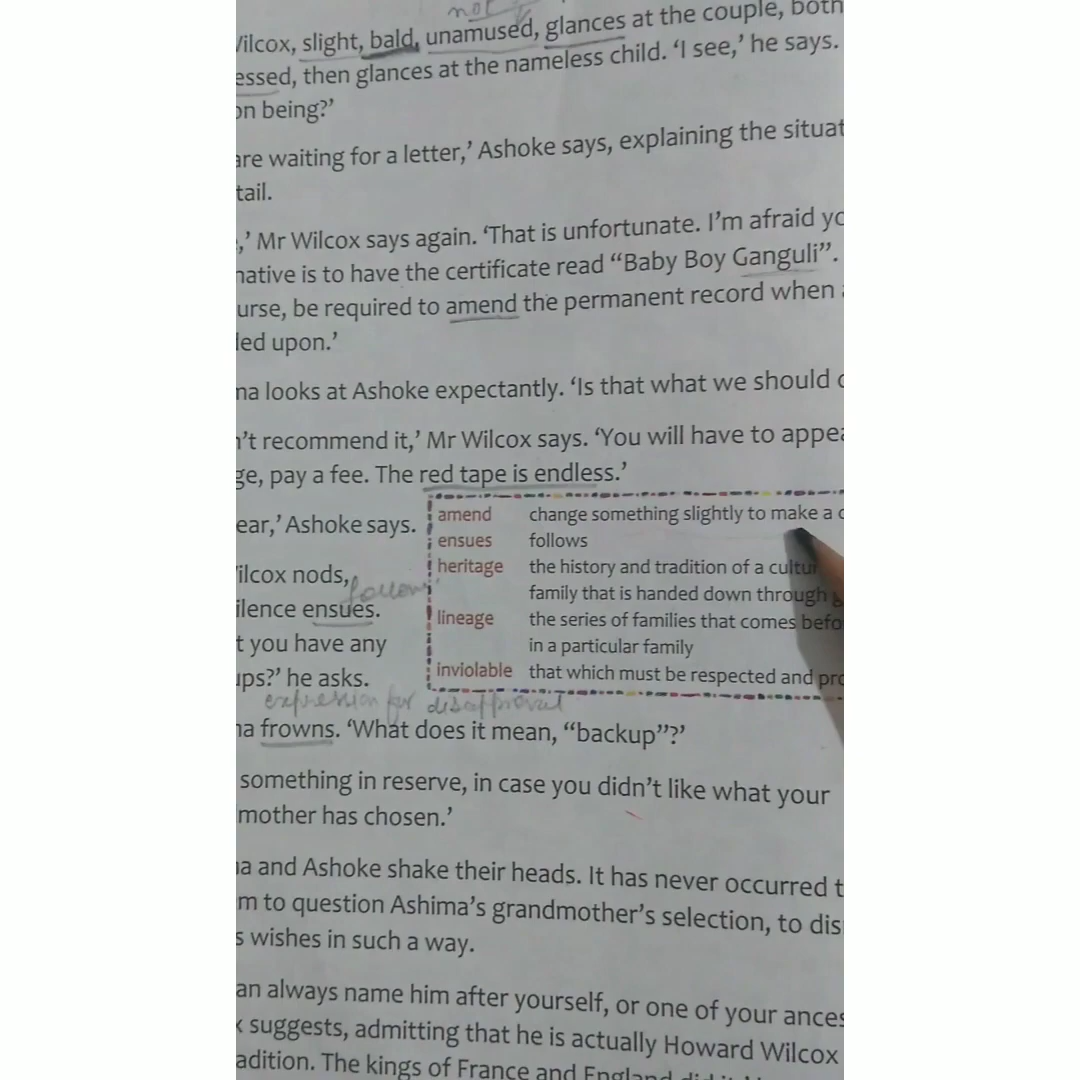 not
Wilcox, slight, bald, unamused, glances at the couple, both
essed, then glances at the nameless child. ‘I see,’ he says.
on being?’
are waiting for a letter,’ Ashoke says, explaining the situat
tail.
,’ Mr Wilcox says again. ‘That is unfortunate. I’m afraid yo
native is to have the certificate read “Baby Boy Ganguli”.
urse, be required to amend the permanent record when
led upon.’
na looks at Ashoke expectantly. ‘Is that what we should
n’t recommend it,’ Mr Wilcox says. ‘You will have to appea
ge, pay a fee. The red tape is endless.’
ear,’ Ashoke says.
amend change something slightly to make a c
ensues follows
heritage the history and tradition of a cultur
family that is handed down through
lineage the series of families that comes befo
in a particular family
inviolable that which must be respected and pro
ilcox nods,
follows
ilence ensues.
t you have any
ups?’ he asks.
expression for disapproval
na frowns. ‘What does it mean, “backup”?’
something in reserve, in case you didn’t like what your
mother has chosen.’
na and Ashoke shake their heads. It has never occurred t
m to question Ashima’s grandmother’s selection, to dis
s wishes in such a way.
an always name him after yourself, or one of your ances
x suggests, admitting that he is actually Howard Wilcox
adition. The kings of France and England did it